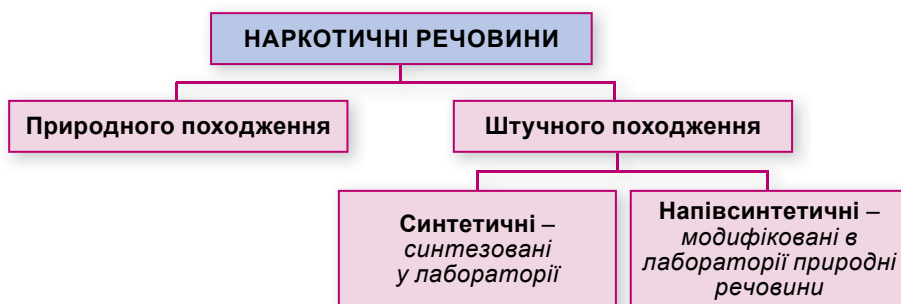 НАРКОТИЧНІ РЕЧОВИНИ
Природного походження
Штучного походження
Синтетичні –
синтезовані
у лабораторії
Напівсинтетичні –
модифіковані в
лабораторії природні
речовини